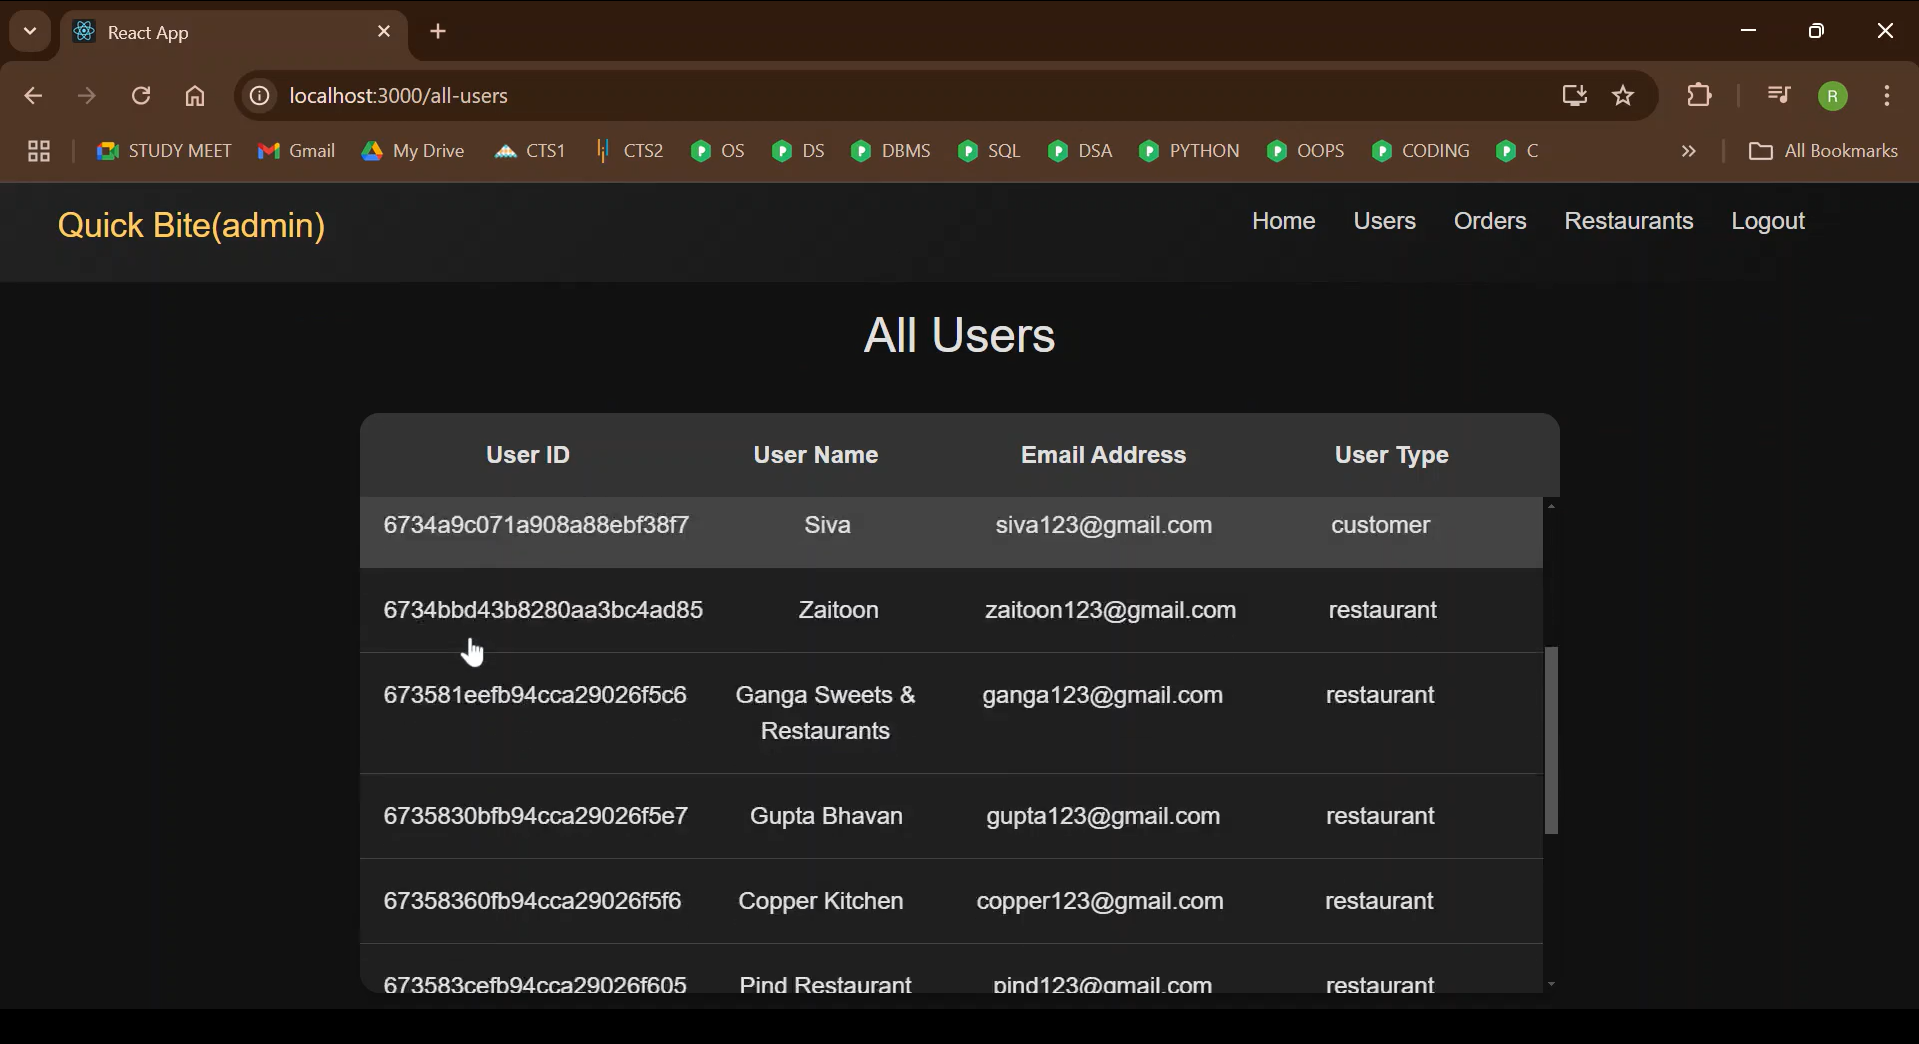 React App
localhost:3000/all-users
R
STUDY MEET Gmail My Drive CTS1 CTS2 OS DS DBMS SQL DSA PYTHON OOPS CODING C » All Bookmarks
Quick Bite(admin) Home Users Orders Restaurants Logout
All Users
User ID User Name Email Address User Type
6734a9c071a908a88ebf38f7 Siva siva123@gmail.com customer
6734bbd43b8280aa3bc4ad85 Zaitoon zaitoon123@gmail.com restaurant
673581eefb94cca29026f5c6 Ganga Sweets & ganga123@gmail.com restaurant
Restaurants
6735830bfb94cca29026f5e7 Gupta Bhavan gupta123@gmail.com restaurant
67358360fb94cca29026f5f6 Copper Kitchen copper123@gmail.com restaurant
673583cefb94cca29026f605 Pind Restaurant pind123@gmail.com restaurant